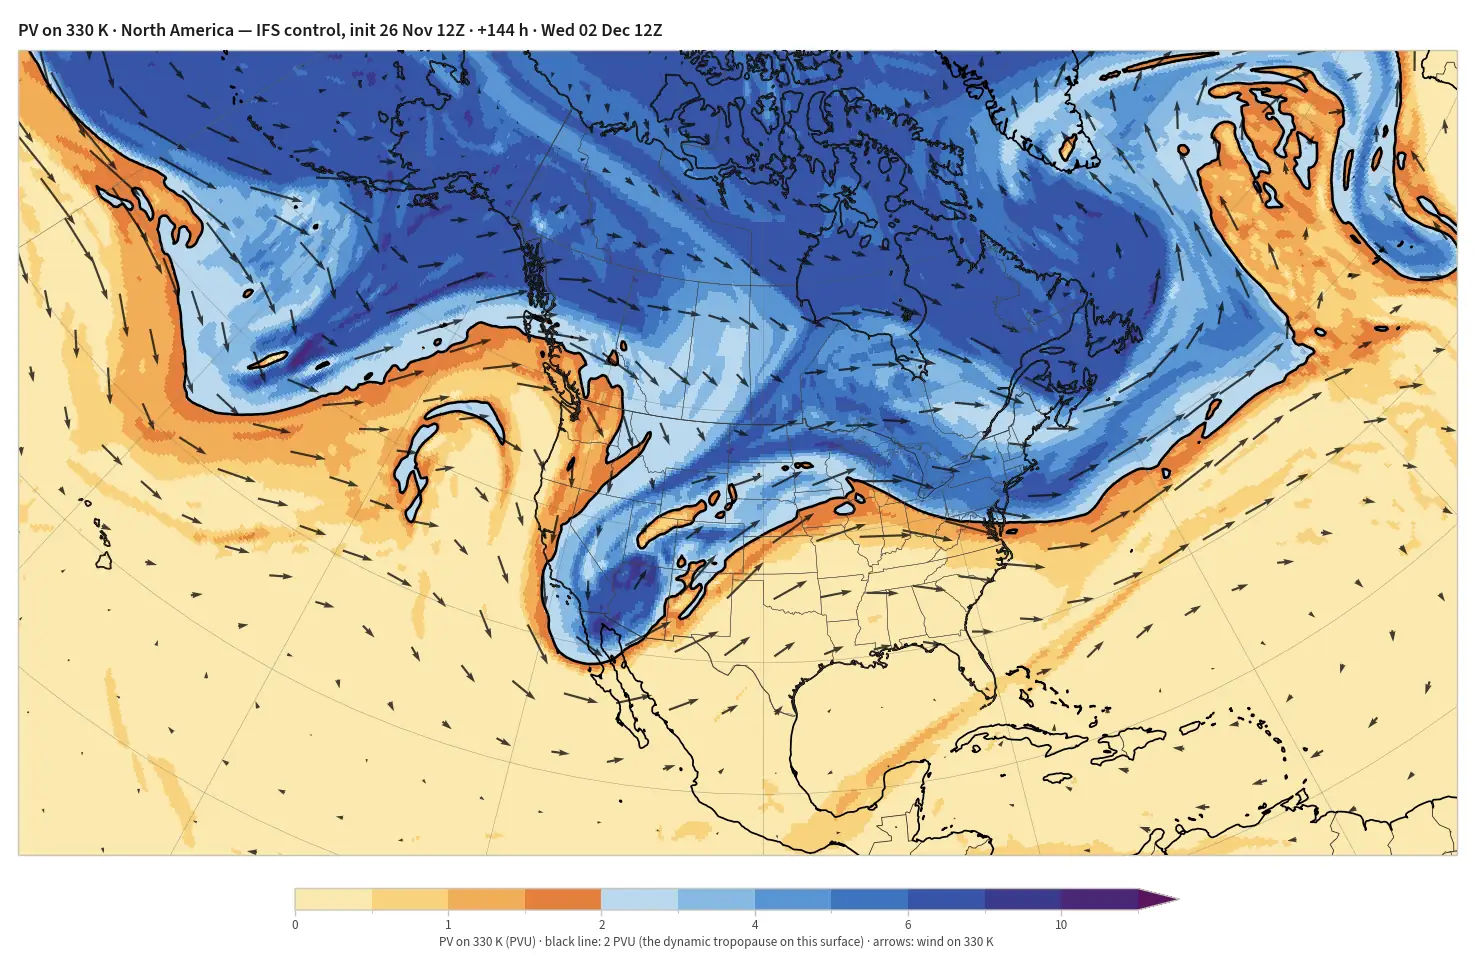 PV on 330 K · North America — IFS control, init 26 Nov 12Z · +144 h · Wed 02 Dec 12Z
0 1 2 4 6 10
PV on 330 K (PVU) · black line: 2 PVU (the dynamic tropopause on this surface) · arrows: wind on 330 K